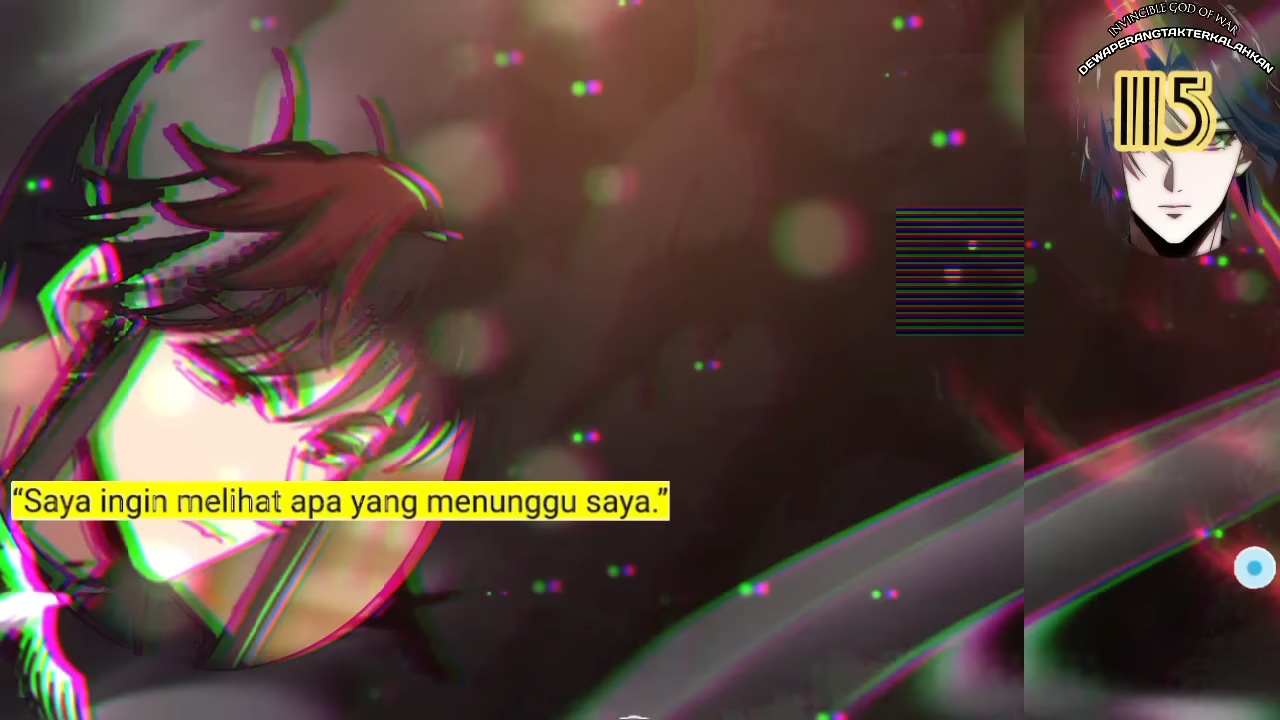 INVINCIBLE GOD OF WAR
DEWAPERANGTAKTERKALAHKAN
115
“Saya ingin melihat apa yang menunggu saya.”